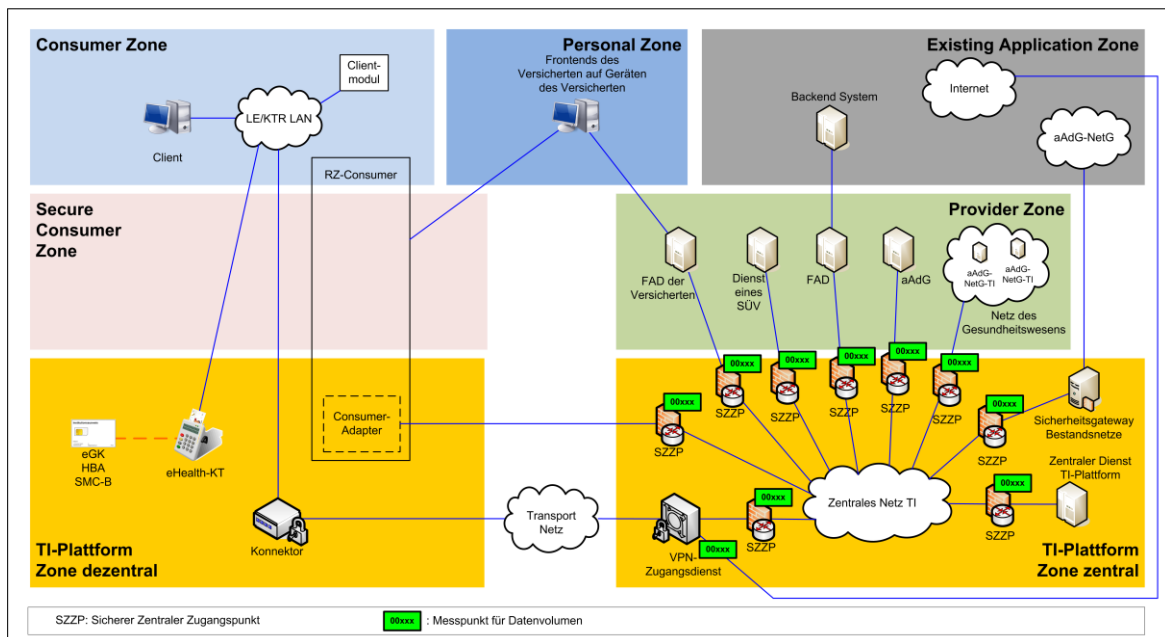 Consumer Zone
Client-
modul
LE/KTR LAN
Client
RZ-Consumer
Personal Zone
Frontends des
Versicherten auf Geräten
des Versicherten
Existing Application Zone
Internet
Backend System
aAdG-NetG
Secure
Consumer
Zone
Provider Zone
FAD der
Versicherten
Dienst
eines
SÜV
FAD
aAdG
aAdG-
NetG-TI
aAdG-
NetG-TI
Netz des
Gesundheitswesens
00xxx
SZZP
00xxx
SZZP
00xxx
SZZP
00xxx
SZZP
00xxx
SZZP
00xxx
SZZP
Consumer-
Adapter
eGK
HBA
SMC-B
eHealth-KT
Konnektor
TI-Plattform
Zone dezentral
Transport
Netz
VPN-
Zugangsdienst
00xxx
00xxx
SZZP
Zentrales Netz TI
00xxx
SZZP
Sicherheitsgateway
Bestandsnetze
00xxx
SZZP
Zentraler Dienst
TI-Plattform
TI-Plattform
Zone zentral
SZZP: Sicherer Zentraler Zugangspunkt
00xxx : Messpunkt für Datenvolumen